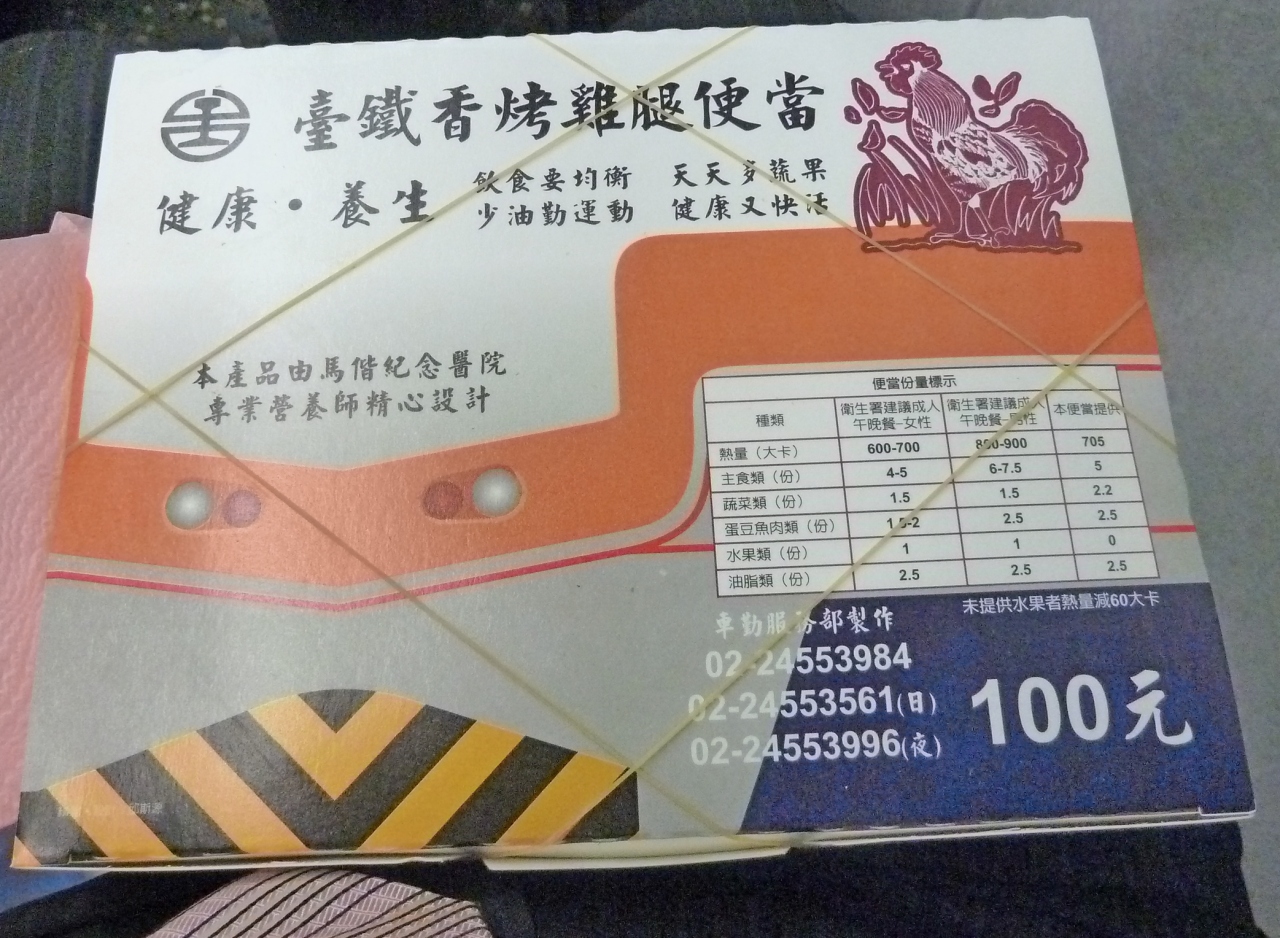 臺鐵香烤雞腿便當
健康·養生
飲食要均衡 天天多蔬果
少油勤運動 健康又快活
本產品由馬偕紀念醫院
專業營養師精心設計
便當份量標示
種類 衛生署建議成人午晚餐-女性 衛生署建議成人午晚餐-男性 本便當提供
熱量（大卡） 600-700 800-900 705
主食類（份） 4-5 6-7.5 5
蔬菜類（份） 1.5 1.5 2.2
蛋豆魚肉類（份） 1.5-2 2.5 2.5
水果類（份） 1 1 0
油脂類（份） 2.5 2.5 2.5
未提供水果者熱量減60大卡
車勤服務部製作
02-24553984
02-24553561(日)
02-24553996(夜)
100元